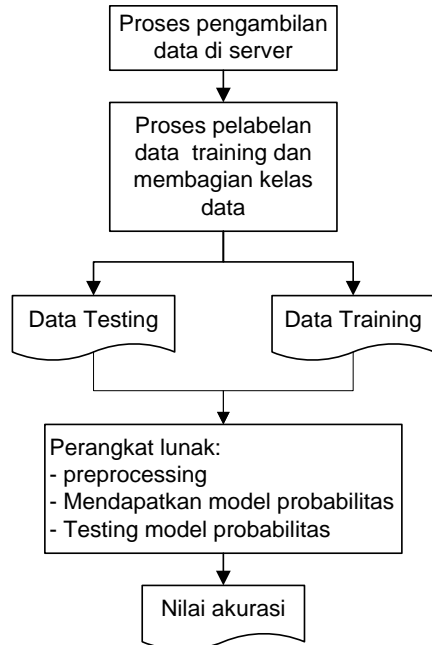 Proses pengambilan
data di server
Proses pelabelan
data training dan
membagian kelas
data
Data Testing
Data Training
Perangkat lunak:
- preprocessing
- Mendapatkan model probabilitas
- Testing model probabilitas
Nilai akurasi